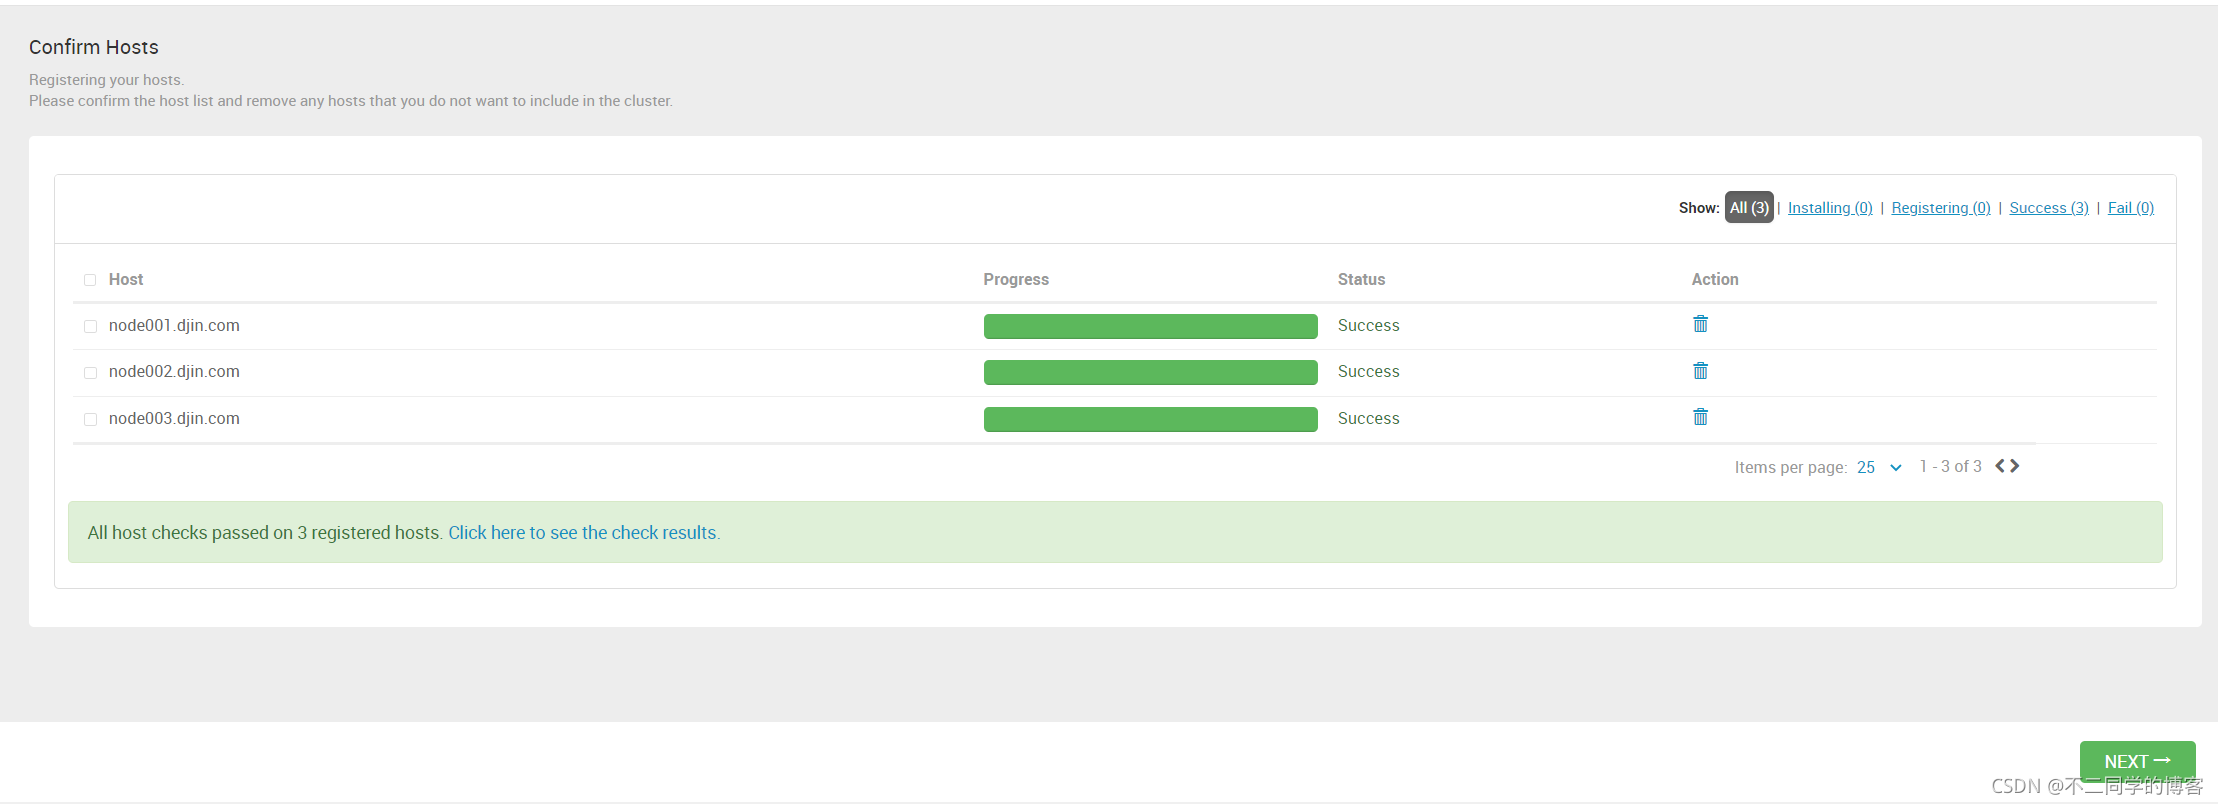 Confirm Hosts
Registering your hosts.
Please confirm the host list and remove any hosts that you do not want to include in the cluster.
Show: All (3) | Installing (0) | Registering (0) | Success (3) | Fail (0)
Host Progress Status Action
node001.djin.com Success
node002.djin.com Success
node003.djin.com Success
Items per page: 25 1 - 3 of 3
All host checks passed on 3 registered hosts. Click here to see the check results.
NEXT →
CSDN @不二同学的博客